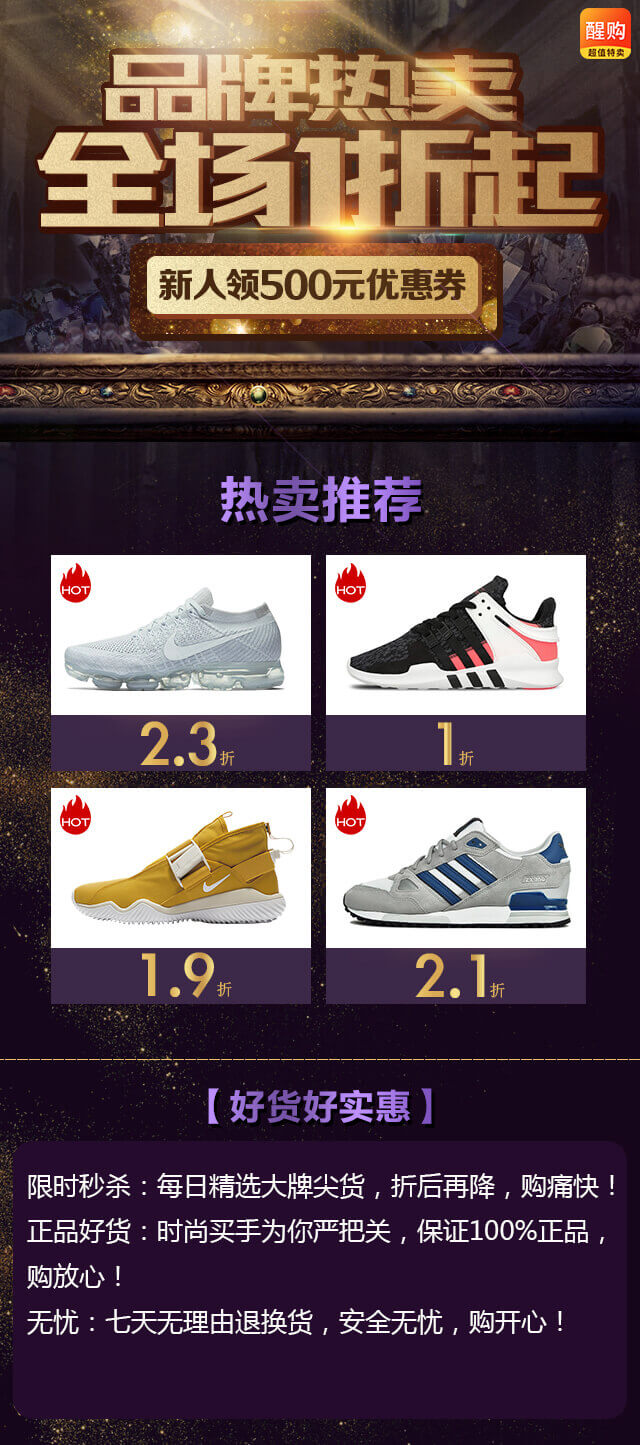 醒购
超值特卖
品牌热卖
全场1折起
新人领500元优惠券
热卖推荐
HOT
HOT
2.3折
1折
HOT
HOT
1.9折
2.1折
【好货好实惠】
限时秒杀：每日精选大牌尖货，折后再降，购痛快！
正品好货：时尚买手为你严把关，保证100%正品，
购放心！
无忧：七天无理由退换货，安全无忧，购开心！